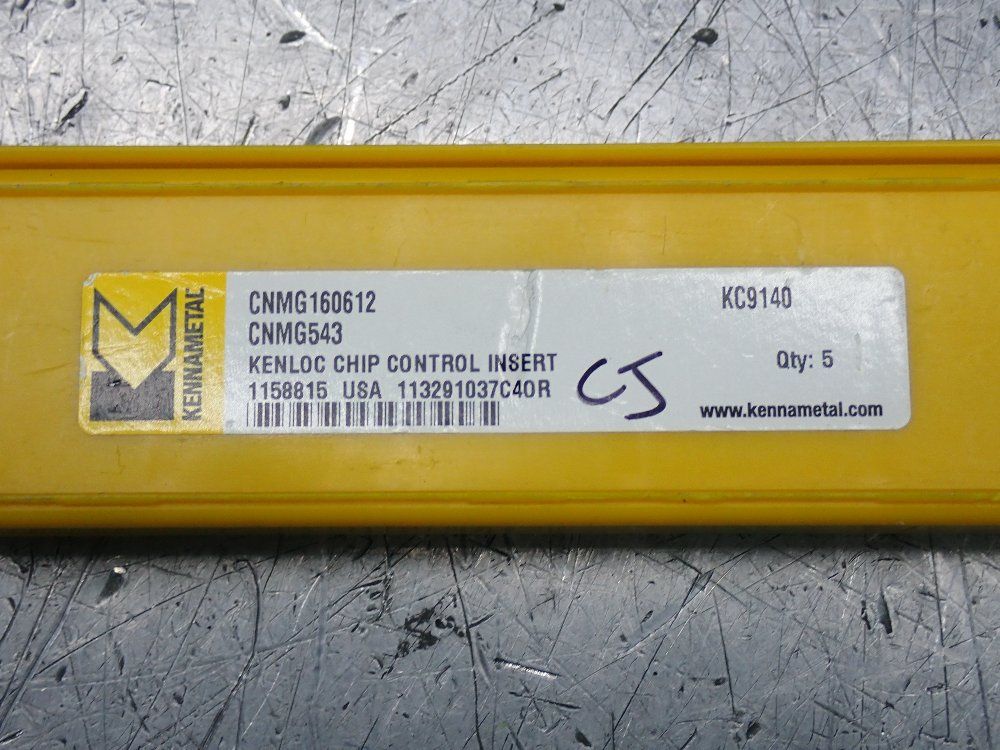 KENNAMETAL
CNMG160612
CNMG543
KENLOC CHIP CONTROL INSERT
1158815 USA 113291037C40R
CJ
KC9140
Qty: 5
www.kennametal.com